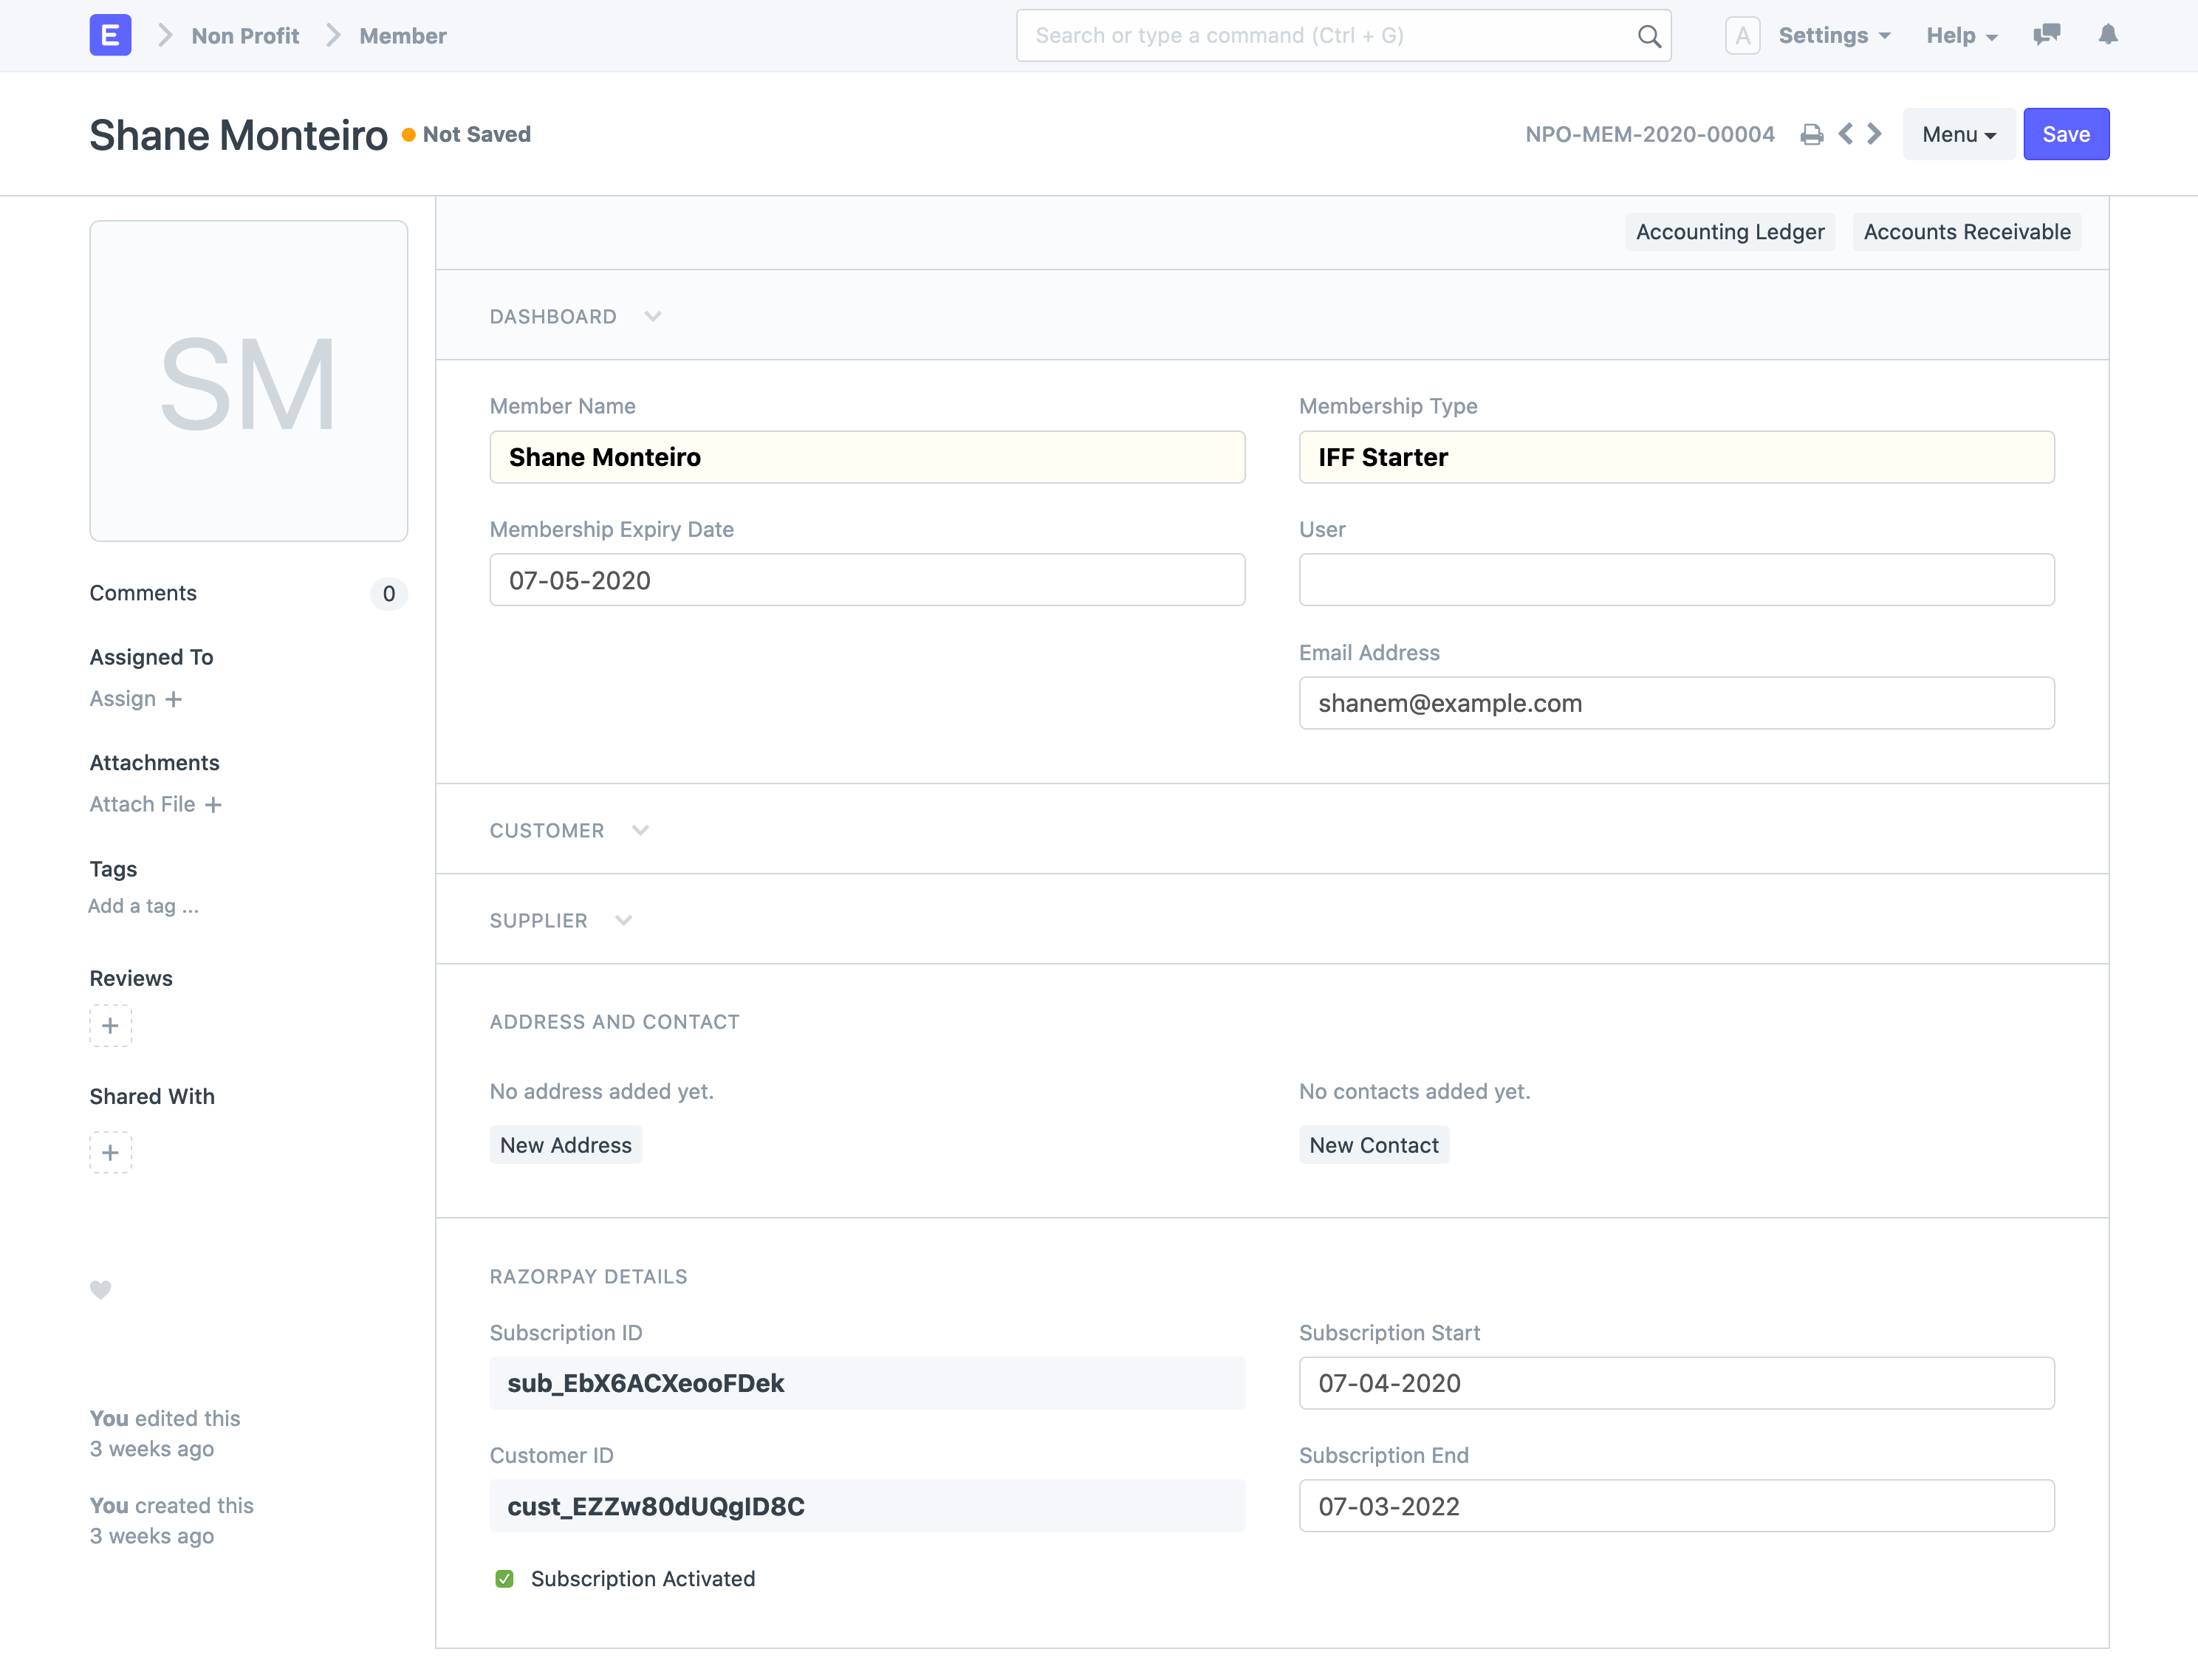 E Non Profit Member Search or type a command (Ctrl + G) A Settings Help
Shane Monteiro Not Saved NPO-MEM-2020-00004 Menu Save
Accounting Ledger Accounts Receivable
SM
DASHBOARD
Member Name Membership Type
Shane Monteiro IFF Starter
Membership Expiry Date User
07-05-2020
Comments 0
Email Address
shanem@example.com
Assigned To
Assign +
Attachments
Attach File +
CUSTOMER
Tags
Add a tag ...
SUPPLIER
Reviews
+
ADDRESS AND CONTACT
No address added yet. No contacts added yet.
New Address New Contact
Shared With
+
RAZORPAY DETAILS
Subscription ID Subscription Start
sub_EbX6ACXeooFDek 07-04-2020
Customer ID Subscription End
cust_EZZw80dUQgID8C 07-03-2022
Subscription Activated
You edited this
3 weeks ago
You created this
3 weeks ago